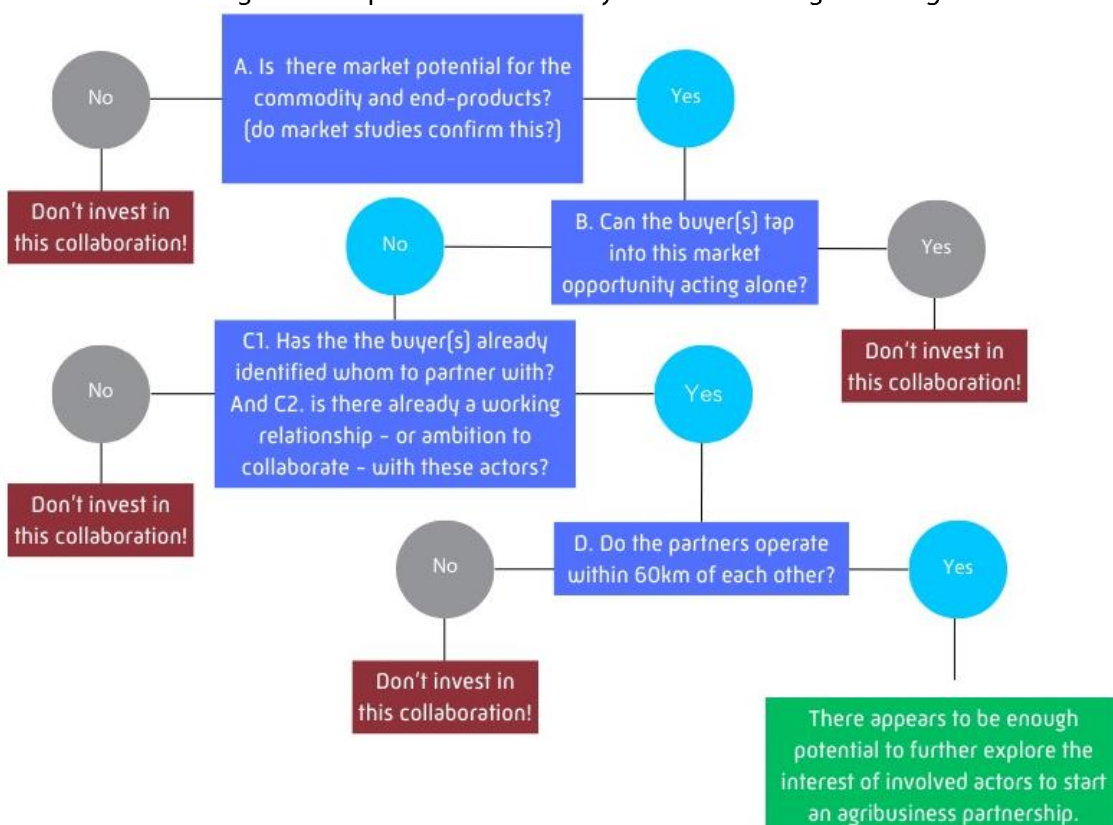 A. Is there market potential for the
commodity and end-products?
(do market studies confirm this?)
No
Yes
Don't invest in
this collaboration!
B. Can the buyer(s) tap
into this market
opportunity acting alone?
No
Yes
Don't invest in
this collaboration!
C1. Has the the buyer(s) already
identified whom to partner with?
And C2. is there already a working
relationship - or ambition to
collaborate - with these actors?
No
Yes
Don't invest in
this collaboration!
D. Do the partners operate
within 60km of each other?
No
Yes
Don't invest in
this collaboration!
There appears to be enough
potential to further explore the
interest of involved actors to start
an agribusiness partnership.